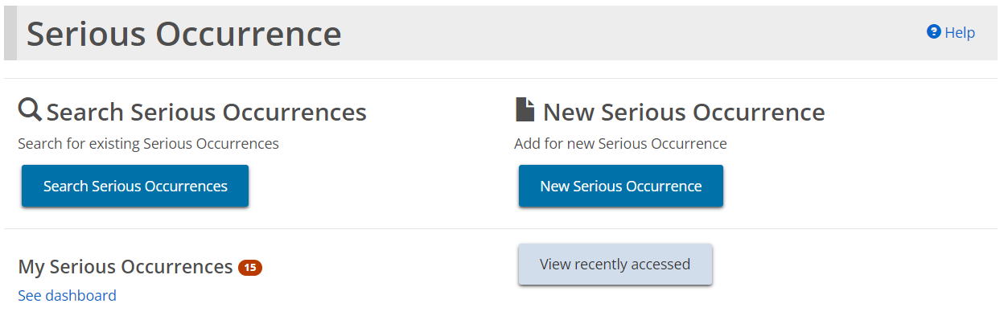 Serious Occurrence
Help
Search Serious Occurrences
Search for existing Serious Occurrences
Search Serious Occurrences
New Serious Occurrence
Add for new Serious Occurrence
New Serious Occurrence
My Serious Occurrences 15
See dashboard
View recently accessed